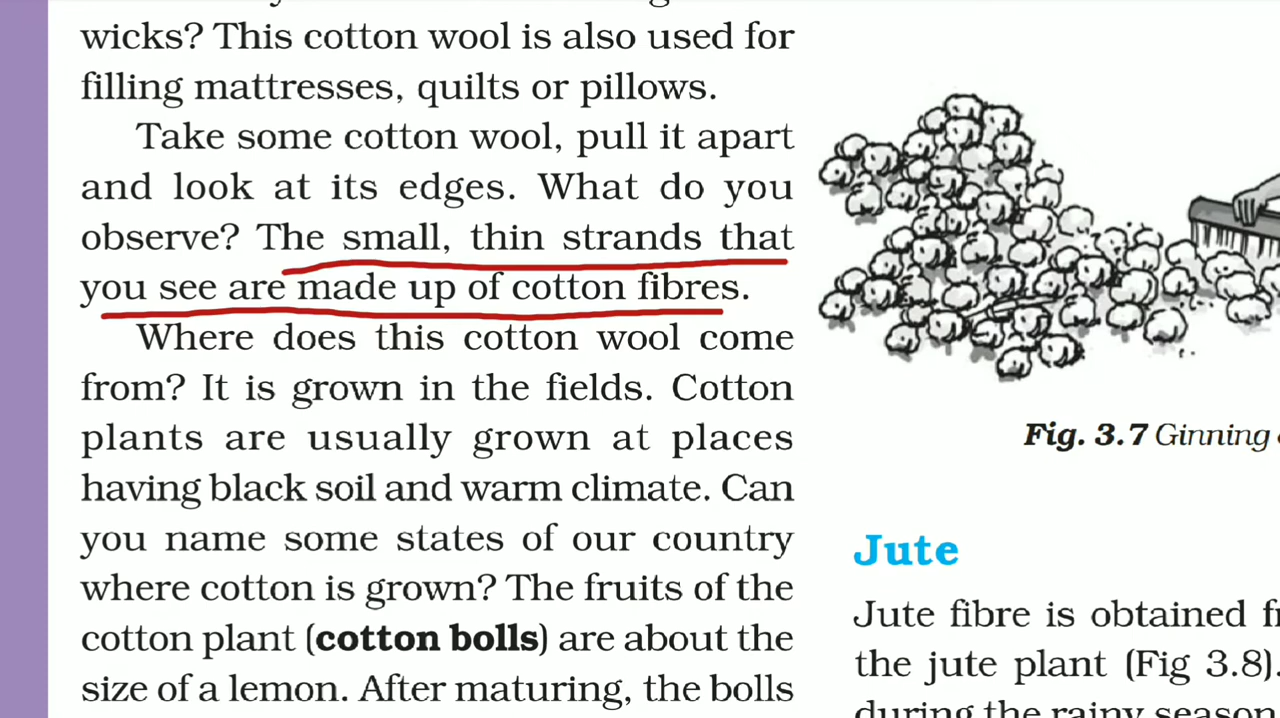 wicks? This cotton wool is also used for
filling mattresses, quilts or pillows.
Take some cotton wool, pull it apart
and look at its edges. What do you
observe? The small, thin strands that
you see are made up of cotton fibres.
Where does this cotton wool come
from? It is grown in the fields. Cotton
plants are usually grown at places
having black soil and warm climate. Can
you name some states of our country
where cotton is grown? The fruits of the
cotton plant (cotton bolls) are about the
size of a lemon. After maturing, the bolls
Fig. 3.7 Ginning
Jute
Jute fibre is obtained
the jute plant (Fig 3.8).
during the rainy season